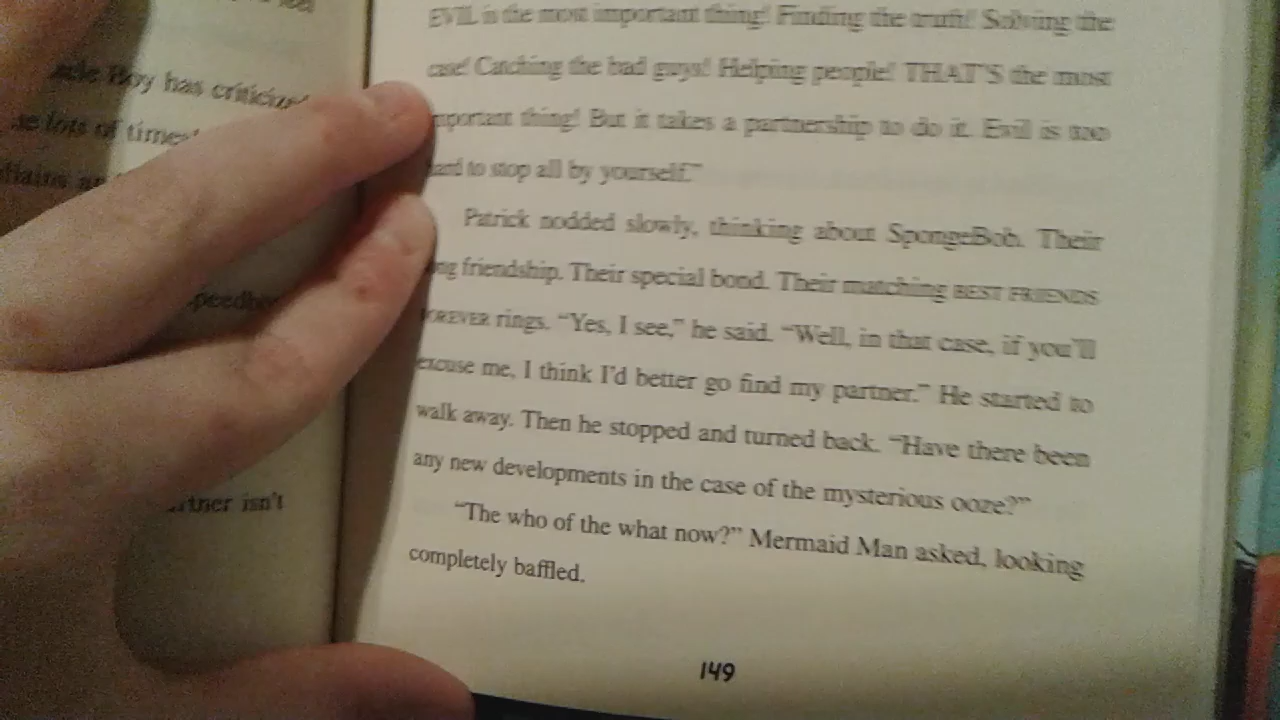 Boy has criticized
lots of times!
isn't
EVIL is the most important thing! Finding the truth! Solving the
case! Catching the bad guys! Helping people! THAT'S the most
important thing! But it takes a partnership to do it. Evil is too
hard to stop all by yourself."
Patrick nodded slowly, thinking about SpongeBob. Their
friendship. Their special bond. Their matching BEST FRIENDS
FOREVER rings. "Yes, I see," he said. "Well, in that case, if you'll
excuse me, I think I'd better go find my partner." He started to
walk away. Then he stopped and turned back. "Have there been
any new developments in the case of the mysterious ooze?"
"The who of the what now?" Mermaid Man asked, looking
completely baffled.
149